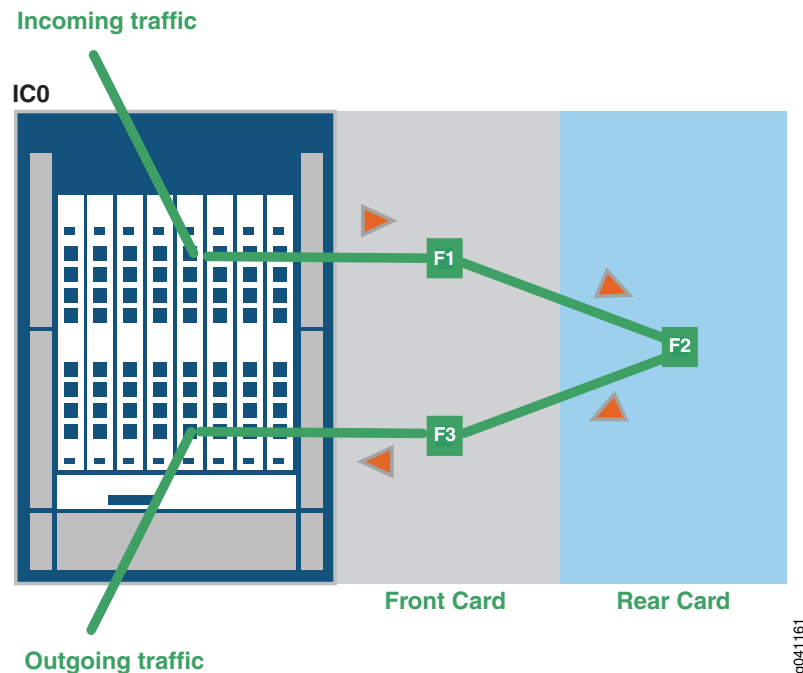 Incoming traffic
IC0
F1
F2
F3
Front Card
Rear Card
Outgoing traffic
g041161